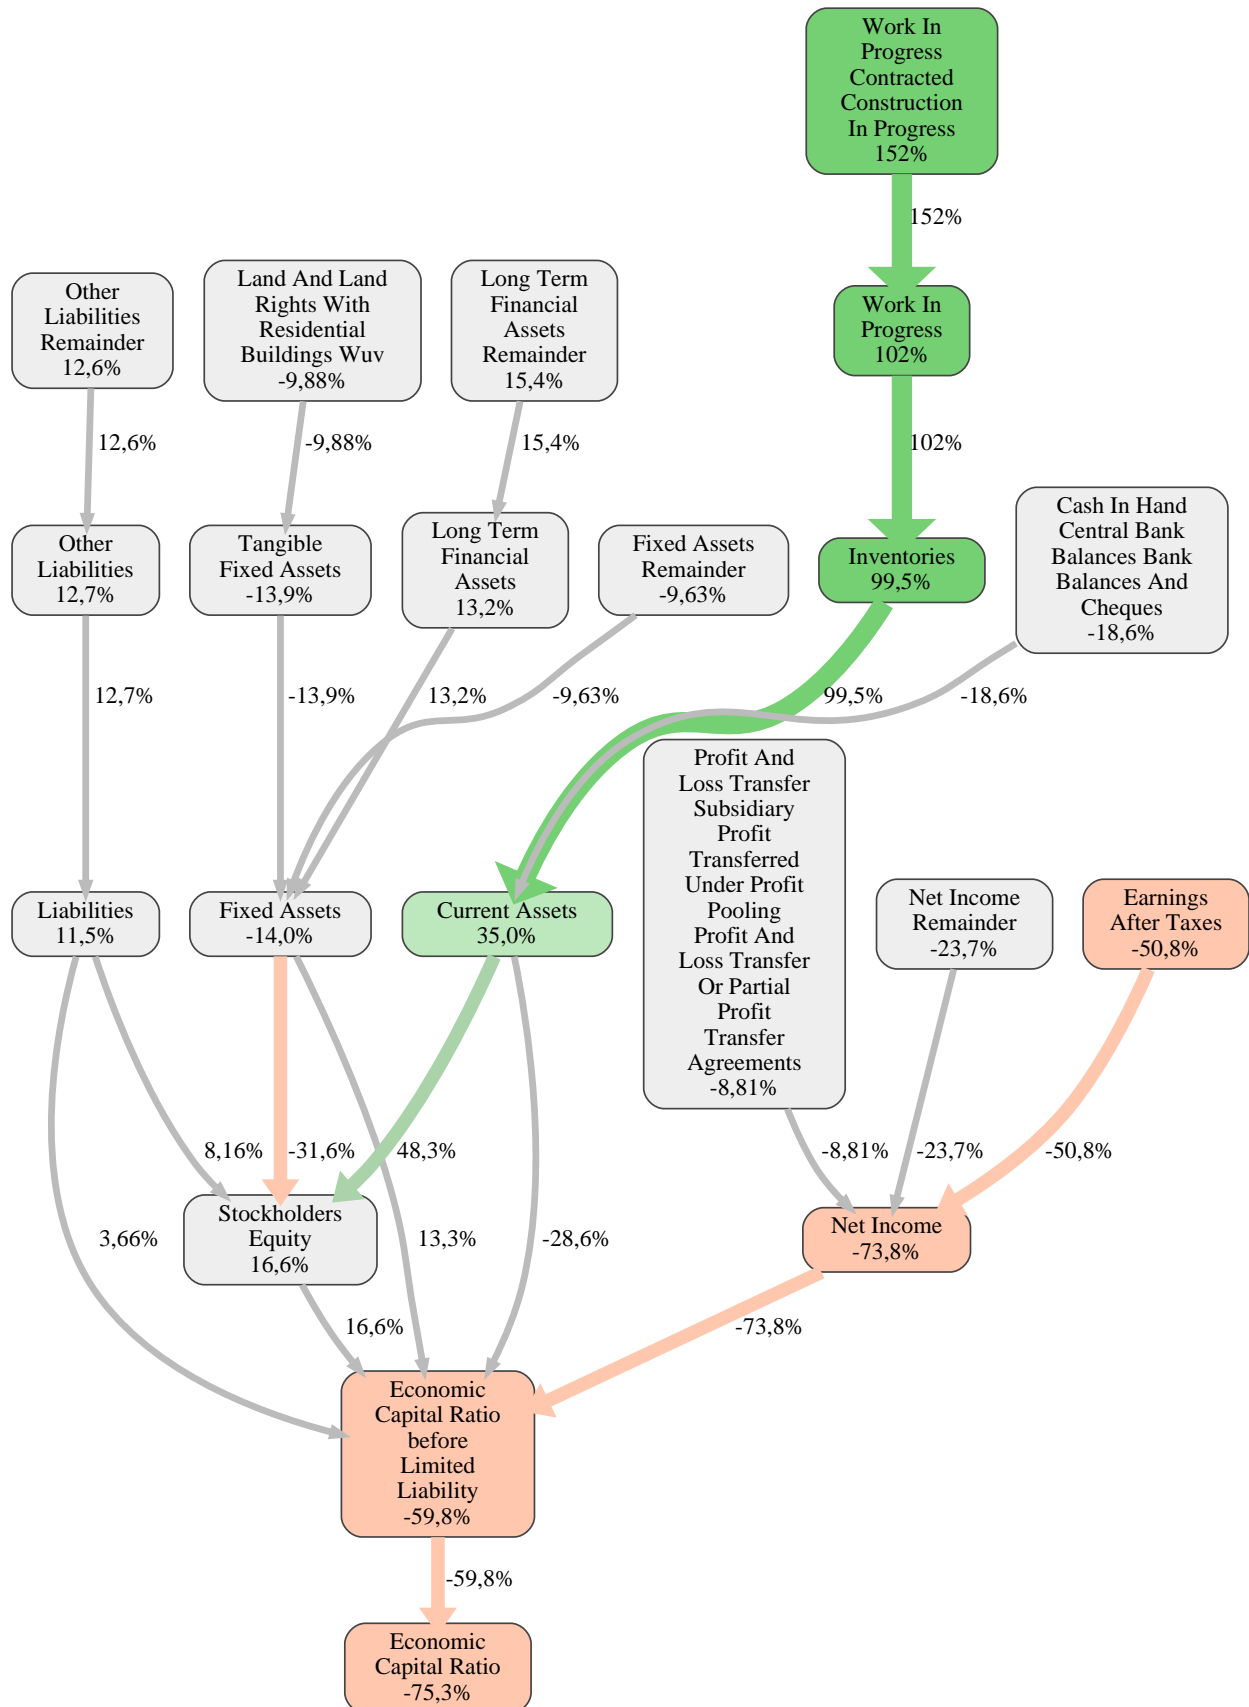 Work In
Progress
Contracted
Construction
In Progress
152%
152%
Other
Liabilities
Remainder
12,6%
Land And Land
Rights With
Residential
Buildings Wuv
-9,88%
Long Term
Financial
Assets
Remainder
15,4%
Work In
Progress
102%
12,6%
-9,88%
15,4%
102%
Other
Liabilities
12,7%
Tangible
Fixed Assets
-13,9%
Long Term
Financial
Assets
13,2%
Fixed Assets
Remainder
-9,63%
Inventories
99,5%
Cash In Hand
Central Bank
Balances Bank
Balances And
Cheques
-18,6%
12,7%
-13,9%
13,2%
-9,63%
99,5%
-18,6%
Profit And
Loss Transfer
Subsidiary
Profit
Transferred
Under Profit
Pooling
Profit And
Loss Transfer
Or Partial
Profit
Transfer
Agreements
-8,81%
Liabilities
11,5%
Fixed Assets
-14,0%
Current Assets
35,0%
Net Income
Remainder
-23,7%
Earnings
After Taxes
-50,8%
8,16%
-31,6%
48,3%
-8,81%
-23,7%
-50,8%
3,66%
Stockholders
Equity
16,6%
13,3%
-28,6%
Net Income
-73,8%
16,6%
-73,8%
Economic
Capital Ratio
before
Limited
Liability
-59,8%
-59,8%
Economic
Capital Ratio
-75,3%